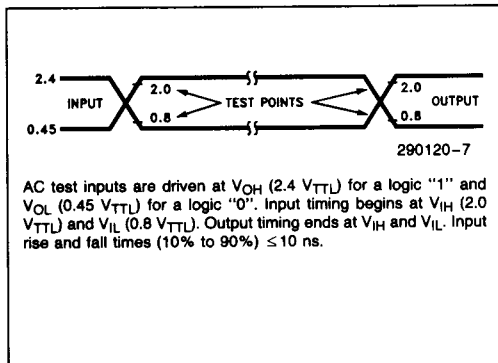 2.4
INPUT
2.0
TEST POINTS
2.0
OUTPUT
0.45
0.8
0.8
290120-7
AC test inputs are driven at VOH (2.4 VTTL) for a logic "1" and
VOL (0.45 VTTL) for a logic "0". Input timing begins at VIH (2.0
VTTL) and VIL (0.8 VTTL). Output timing ends at VIH and VIL. Input
rise and fall times (10% to 90%) ≤10 ns.